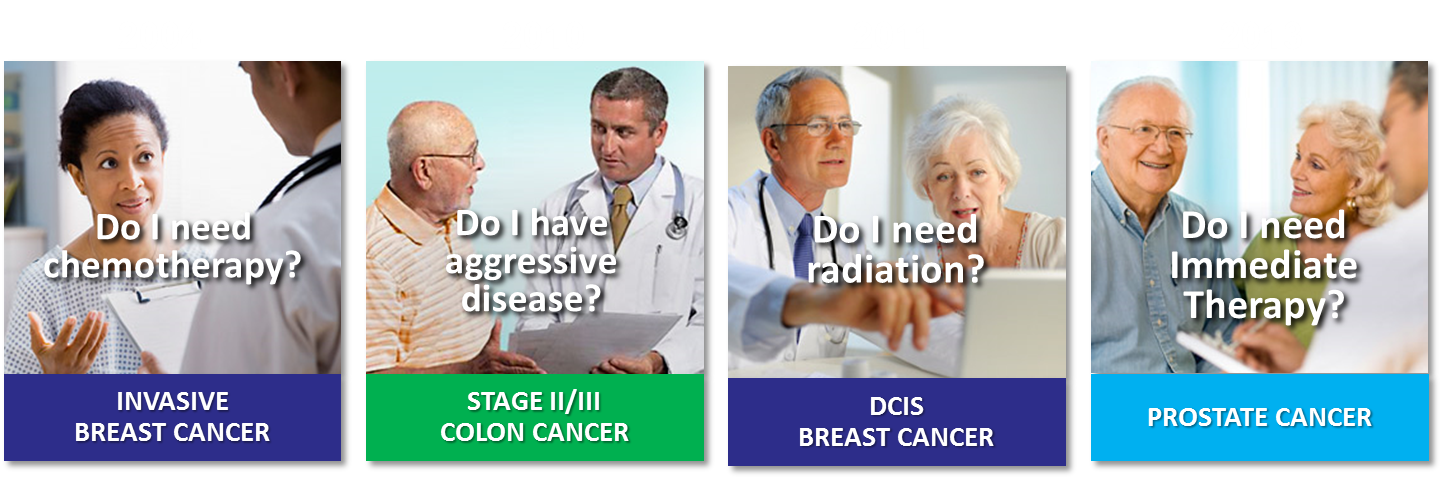 Do I need
chemotherapy?
INVASIVE
BREAST CANCER
Do I have
aggressive
disease?
STAGE II/III
COLON CANCER
Do I need
radiation?
DCIS
BREAST CANCER
Do I need
Immediate
Therapy?
PROSTATE CANCER